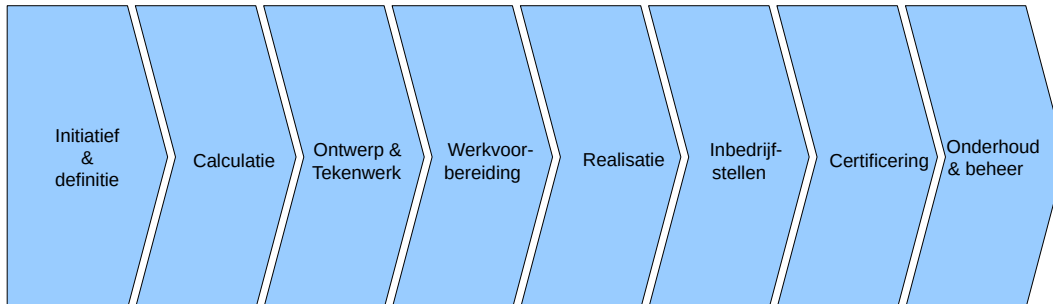 Initiatief
&
definitie
Calculatie
Ontwerp &
Tekenwerk
Werkvoor-
bereiding
Realisatie
Inbedrijf-
stellen
Certificering
Onderhoud
& beheer